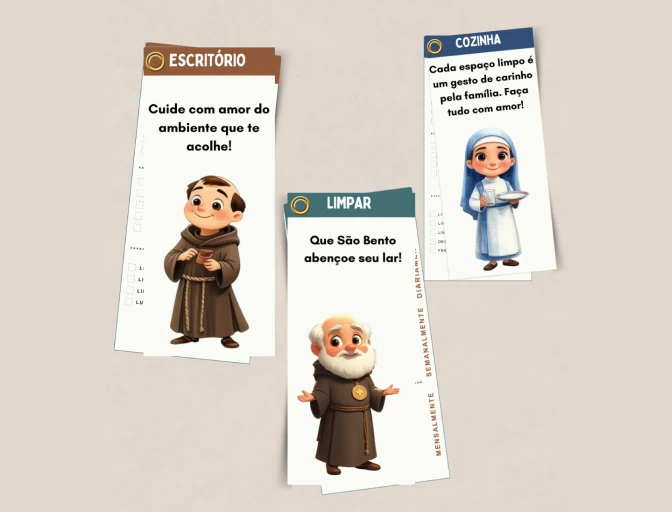 ESCRITÓRIO
Cuide com amor do
ambiente que te
acolhe!
COZINHA
Cada espaço limpo é
um gesto de carinho
pela família. Faça
tudo com amor!
LIMPAR
Que São Bento
abençoe seu lar!
SEMANALMENTE
MENSALMENTE